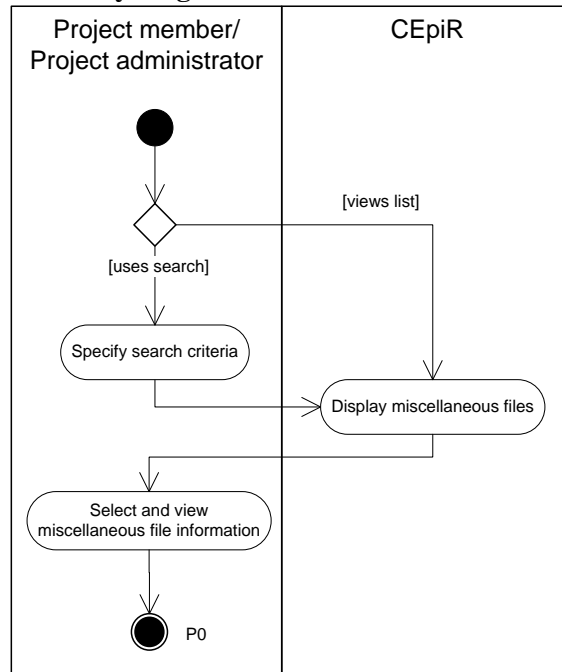 Project member/
Project administrator
CEpiR
[views list]
[uses search]
Specify search criteria
Display miscellaneous files
Select and view
miscellaneous file information
P0